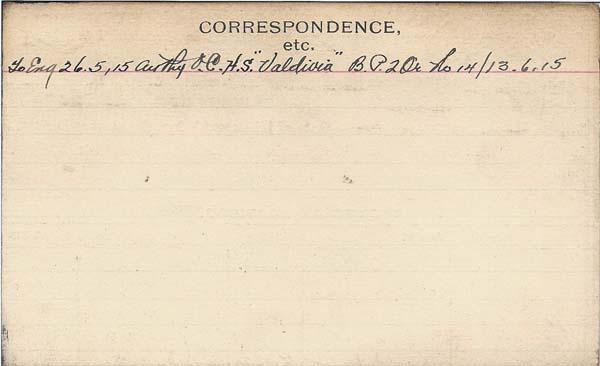 CORRESPONDENCE,
etc.
To Eng 26.5,15 Authy O.C.H.S. "Valdivia" B.P.2 Or No 14/13.6.15